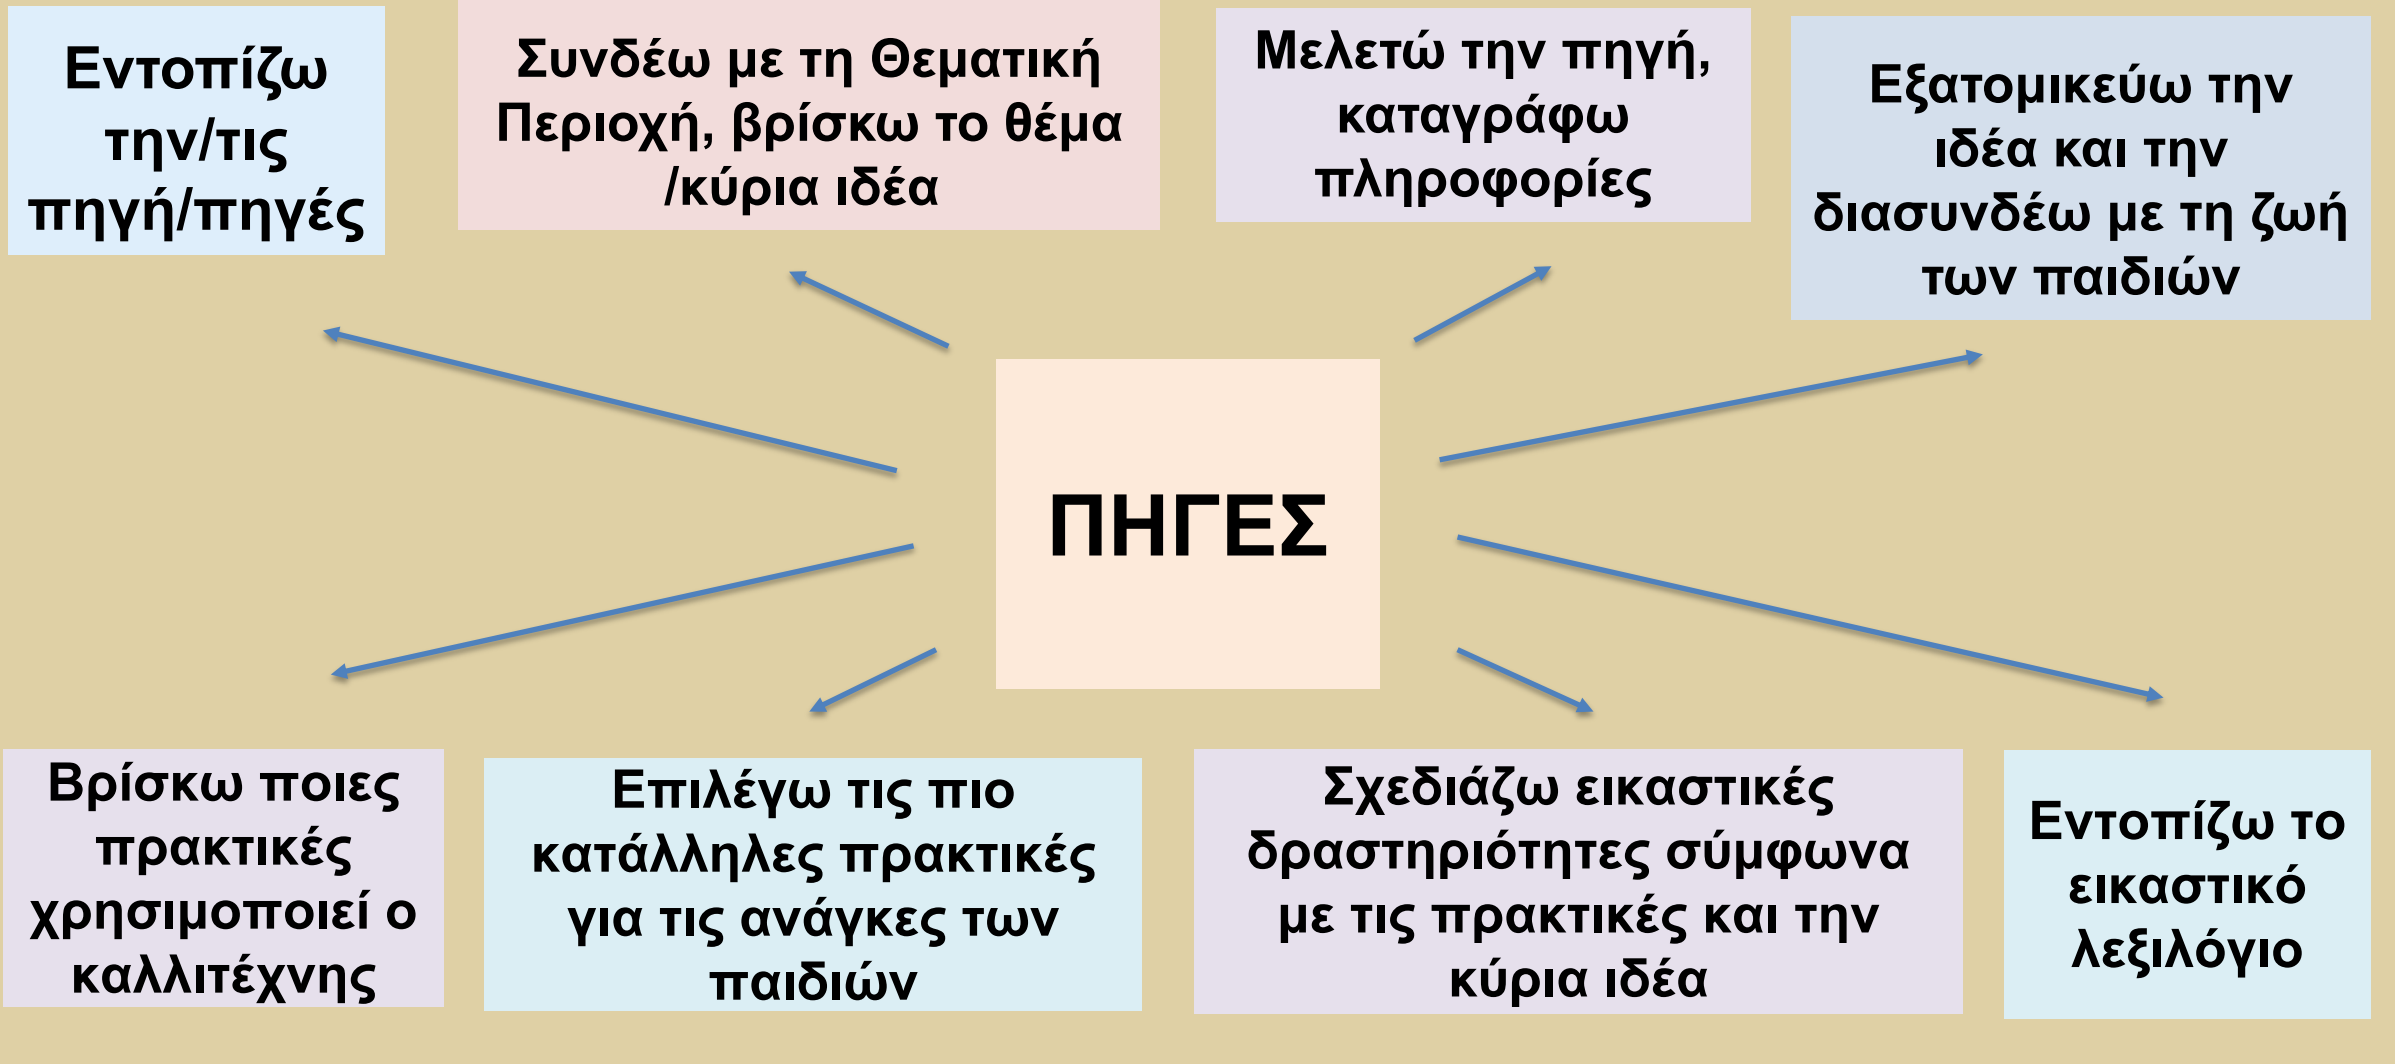 Εντοπίζω
την/τις
πηγή/πηγές
Συνδέω με τη Θεματική
Περιοχή, βρίσκω το θέμα
/κύρια ιδέα
Μελετώ την πηγή,
καταγράφω
πληροφορίες
Εξατομικεύω την
ιδέα και την
διασυνδέω με τη ζωή
των παιδιών
ΠΗΓΕΣ
Βρίσκω ποιες
πρακτικές
χρησιμοποιεί ο
καλλιτέχνης
Επιλέγω τις πιο
κατάλληλες πρακτικές
για τις ανάγκες των
παιδιών
Σχεδιάζω εικαστικές
δραστηριότητες σύμφωνα
με τις πρακτικές και την
κύρια ιδέα
Εντοπίζω το
εικαστικό
λεξιλόγιο